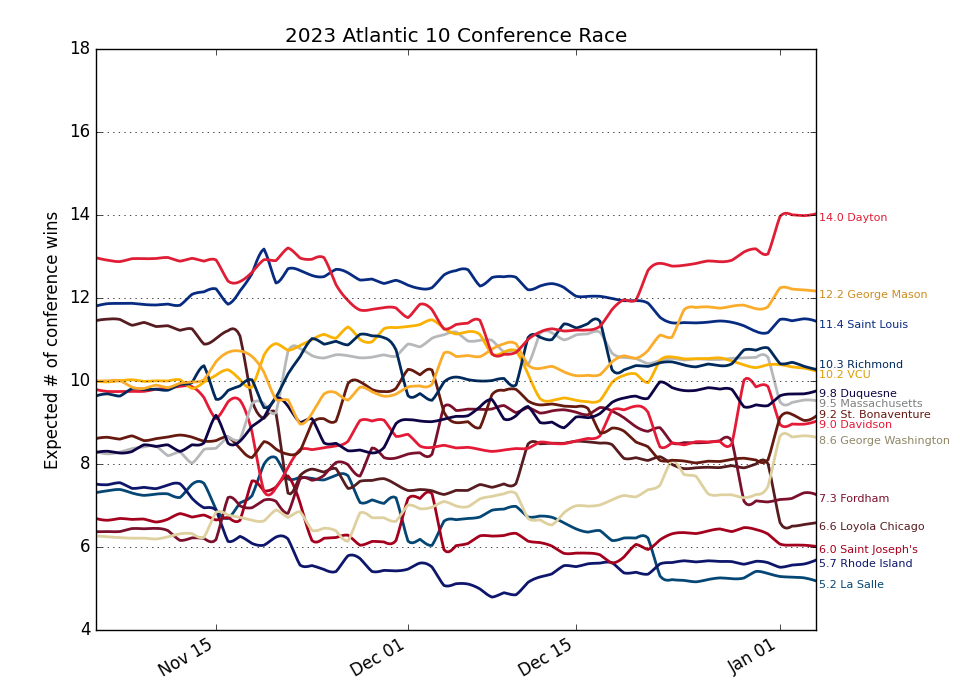 2023 Atlantic 10 Conference Race
Expected # of conference wins
18
16
14
12
10
8
6
4
Nov 15
Dec 01
Dec 15
Jan 01
14.0 Dayton
12.2 George Mason
11.4 Saint Louis
10.3 Richmond
10.2 VCU
9.8 Duquesne
9.5 Massachusetts
9.2 St. Bonaventure
9.0 Davidson
8.6 George Washington
7.3 Fordham
6.6 Loyola Chicago
6.0 Saint Joseph's
5.7 Rhode Island
5.2 La Salle